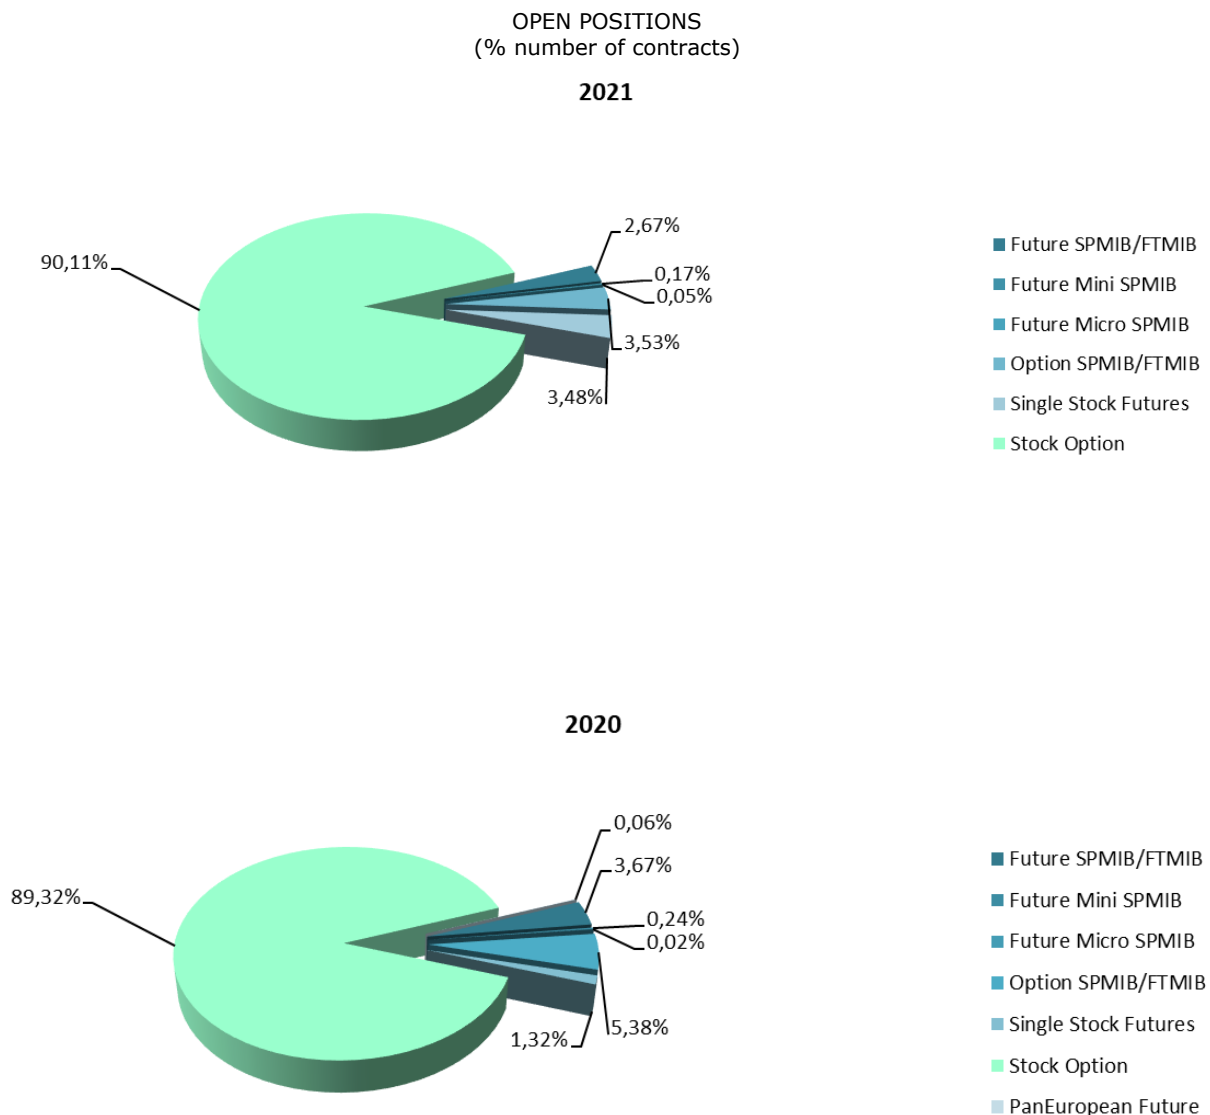 OPEN POSITIONS
(% number of contracts)
2021
90,11%
2,67%
0,17%
0,05%
3,53%
3,48%
Future SPMIB/FTMIB
Future Mini SPMIB
Future Micro SPMIB
Option SPMIB/FTMIB
Single Stock Futures
Stock Option
2020
89,32%
0,06%
3,67%
0,24%
0,02%
5,38%
1,32%
Future SPMIB/FTMIB
Future Mini SPMIB
Future Micro SPMIB
Option SPMIB/FTMIB
Single Stock Futures
Stock Option
PanEuropean Future